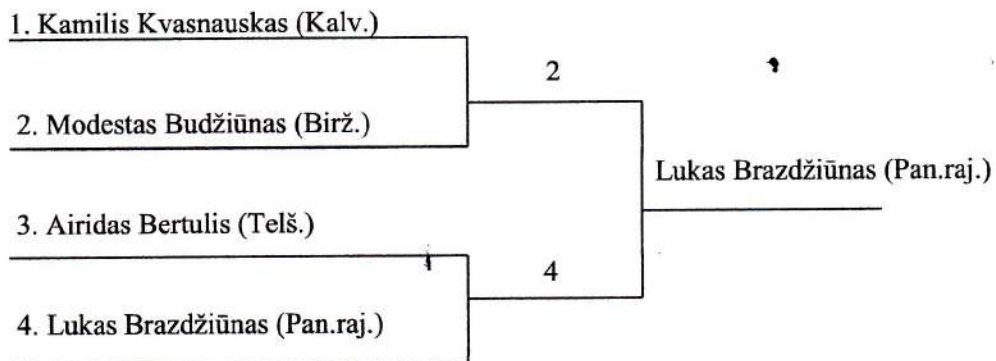 1. Kamilis Kvasnauskas (Kalv.)
2
2. Modestas Budžiūnas (Birž.)
Lukas Brazdžiūnas (Pan.raj.)
3. Airidas Bertulis (Telš.)
4
4. Lukas Brazdžiūnas (Pan.raj.)